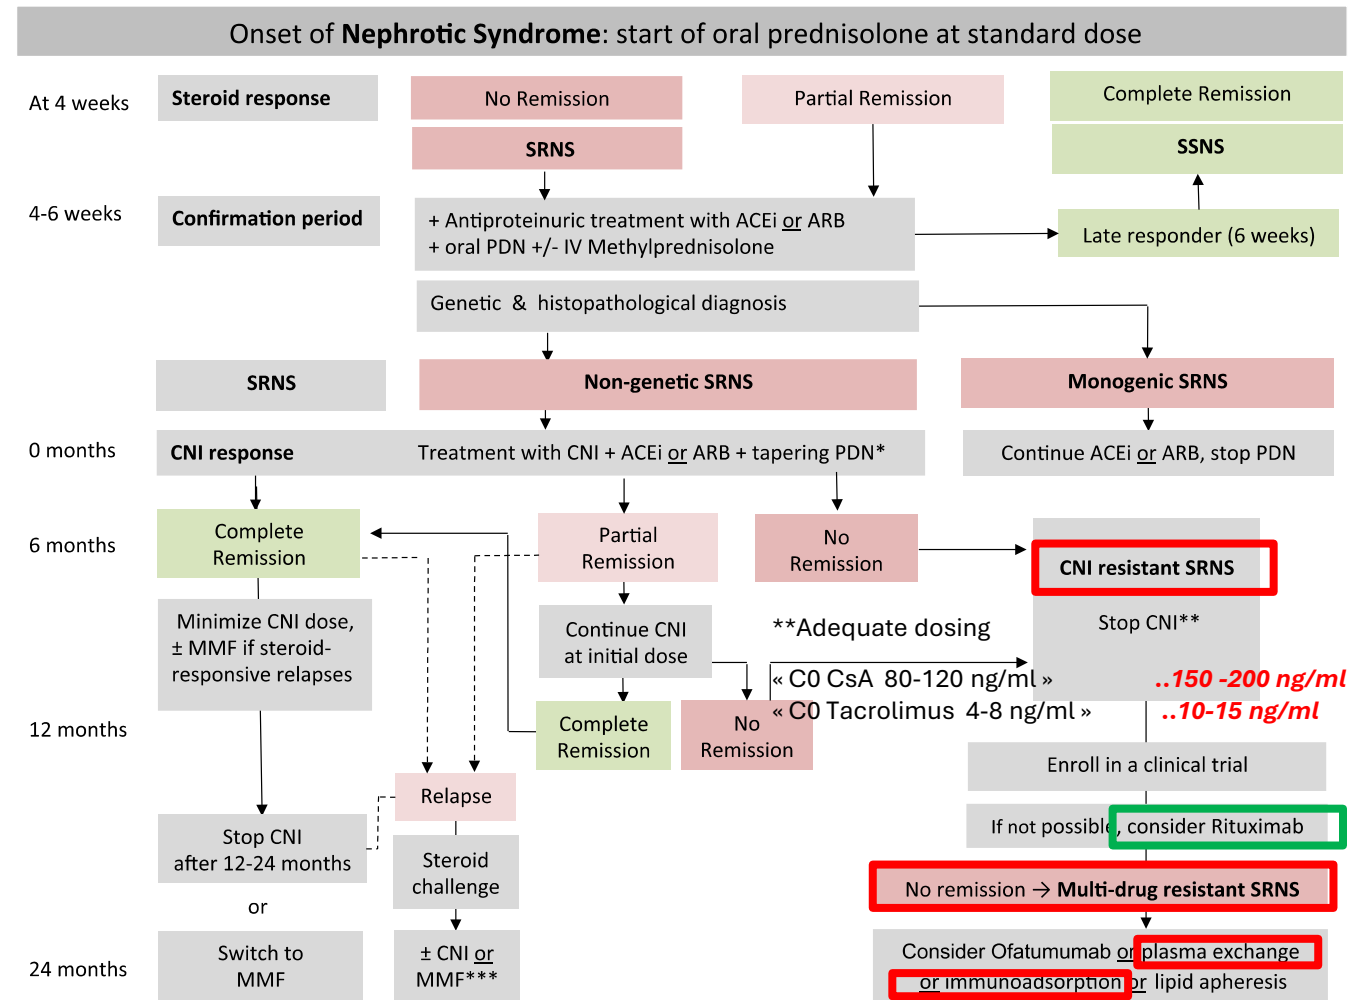 Onset of Nephrotic Syndrome: start of oral prednisolone at standard dose
At 4 weeks
Steroid response
No Remission
Partial Remission
Complete Remission
SRNS
SSNS
4-6 weeks
Confirmation period
+ Antiproteinuric treatment with ACEi or ARB
+ oral PDN +/- IV Methylprednisolone
Late responder (6 weeks)
Genetic & histopathological diagnosis
SRNS
Non-genetic SRNS
Monogenic SRNS
0 months
CNI response
Treatment with CNI + ACEi or ARB + tapering PDN*
Continue ACEi or ARB, stop PDN
6 months
Complete
Remission
Partial
Remission
No
Remission
CNI resistant SRNS
Stop CNI**
Minimize CNI dose,
± MMF if steroid-
responsive relapses
Continue CNI
at initial dose
**Adequate dosing
« C0 CsA 80-120 ng/ml »
..150 -200 ng/ml
« C0 Tacrolimus 4-8 ng/ml »
..10-15 ng/ml
12 months
Complete
Remission
No
Remission
Enroll in a clinical trial
Relapse
If not possible, consider Rituximab
Stop CNI
after 12-24 months
Steroid
challenge
No remission → Multi-drug resistant SRNS
or
24 months
Switch to
MMF
± CNI or
MMF***
Consider Ofatumumab or plasma exchange
or immunoadsorption or lipid apheresis